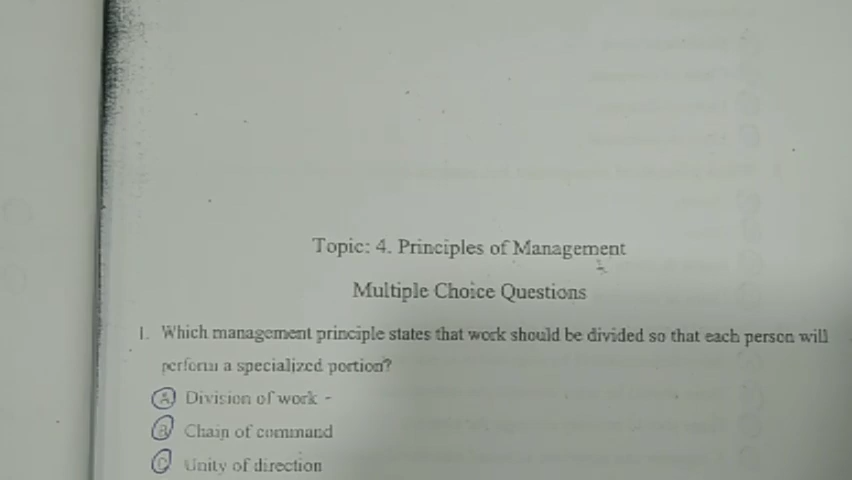 Topic: 4. Principles of Management
Multiple Choice Questions
1. Which management principle states that work should be divided so that each person will
perform a specialized portion?
A Division of work -
B Chain of command
C Unity of direction